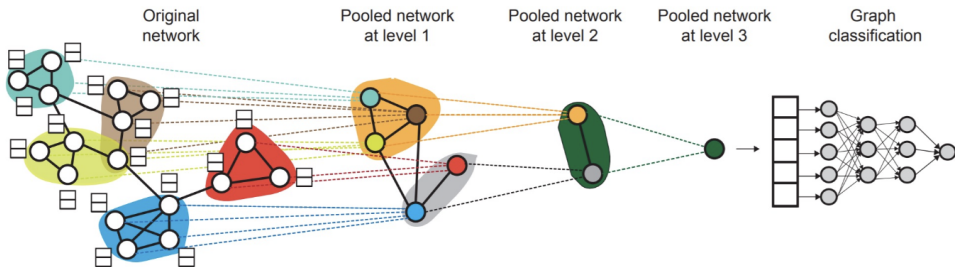 Original
network
Pooled network
at level 1
Pooled network
at level 2
Pooled network
at level 3
Graph
classification